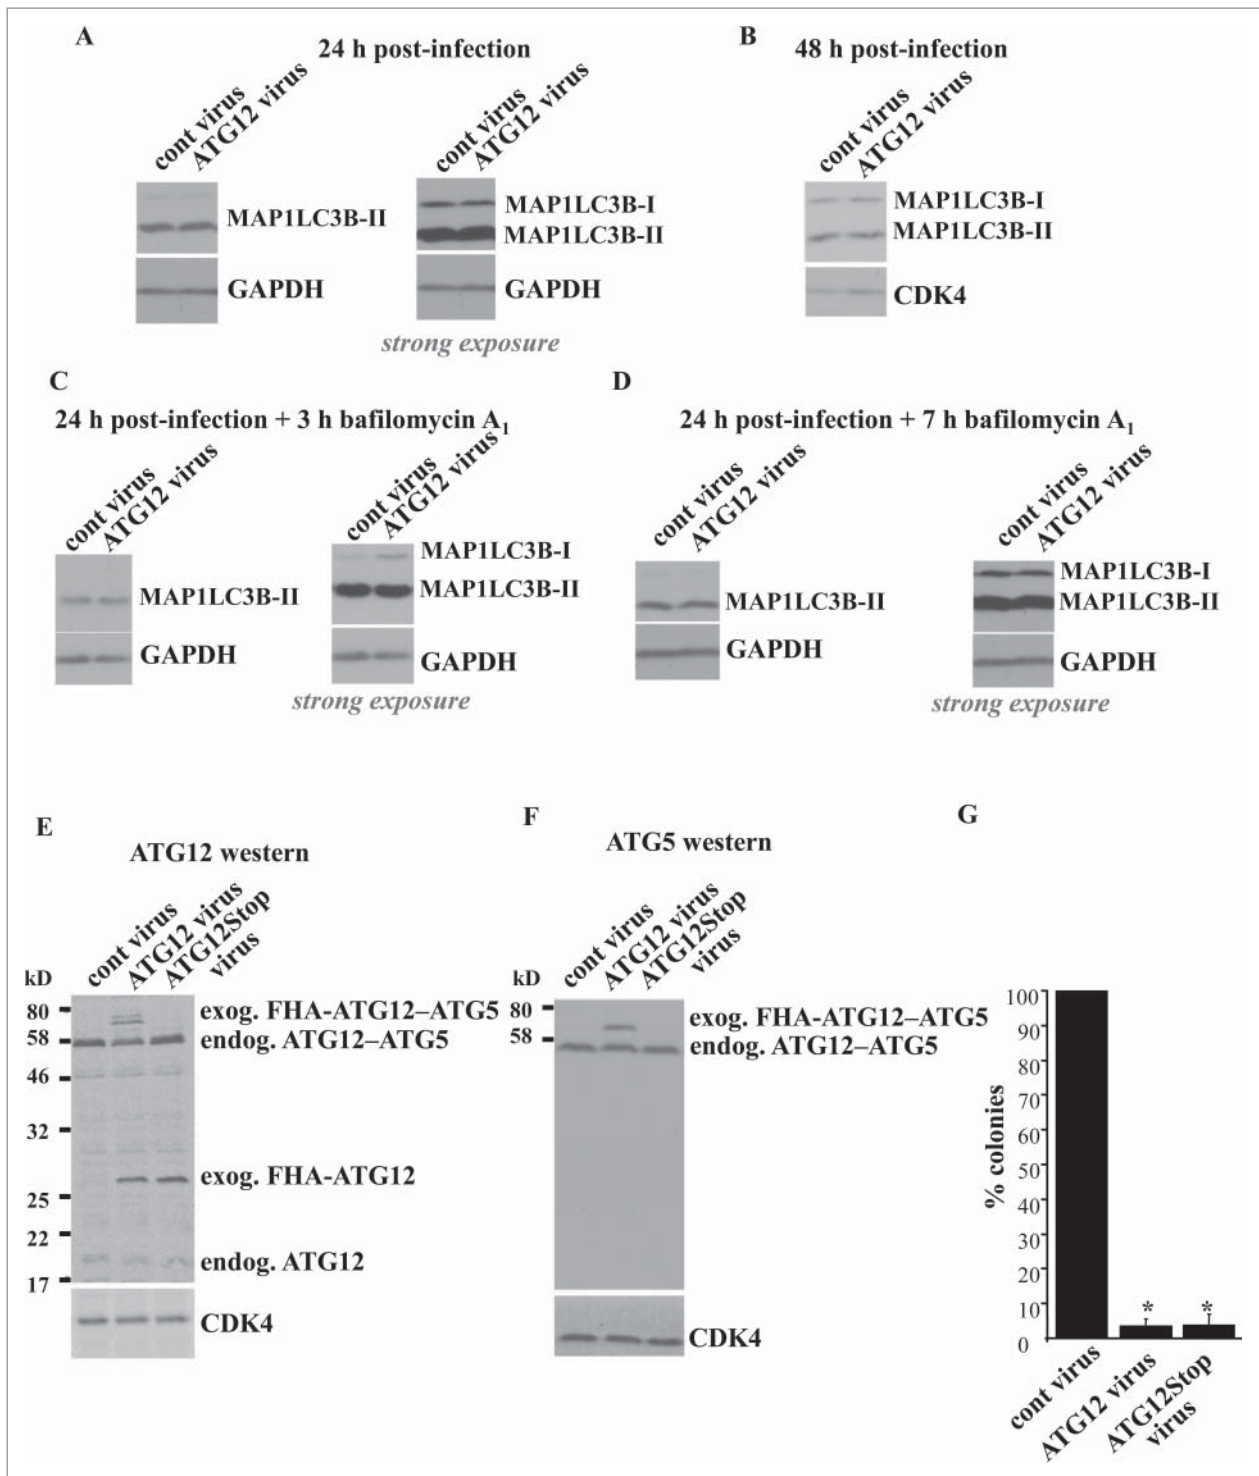 A
24 h post-infection
cont virus
ATG12 virus
cont virus
ATG12 virus
MAP1LC3B-II
GAPDH
MAP1LC3B-I
MAP1LC3B-II
GAPDH
strong exposure
B
48 h post-infection
cont virus
ATG12 virus
MAP1LC3B-I
MAP1LC3B-II
CDK4
C
24 h post-infection + 3 h bafilomycin A1
cont virus
ATG12 virus
cont virus
ATG12 virus
MAP1LC3B-II
GAPDH
MAP1LC3B-I
MAP1LC3B-II
GAPDH
strong exposure
D
24 h post-infection + 7 h bafilomycin A1
cont virus
ATG12 virus
cont virus
ATG12 virus
MAP1LC3B-II
GAPDH
MAP1LC3B-I
MAP1LC3B-II
GAPDH
strong exposure
E
ATG12 western
cont virus
ATG12 virus
ATG12Stop
virus
kD
80
58
46
32
25
22
17
exog. FHA-ATG12–ATG5
endog. ATG12–ATG5
exog. FHA-ATG12
endog. ATG12
CDK4
F
ATG5 western
cont virus
ATG12 virus
ATG12Stop
virus
kD
80
58
exog. FHA-ATG12–ATG5
endog. ATG12–ATG5
CDK4
G
% colonies
100
90
80
70
60
50
40
30
20
10
0
*
*
cont virus
ATG12 virus
ATG12Stop
virus